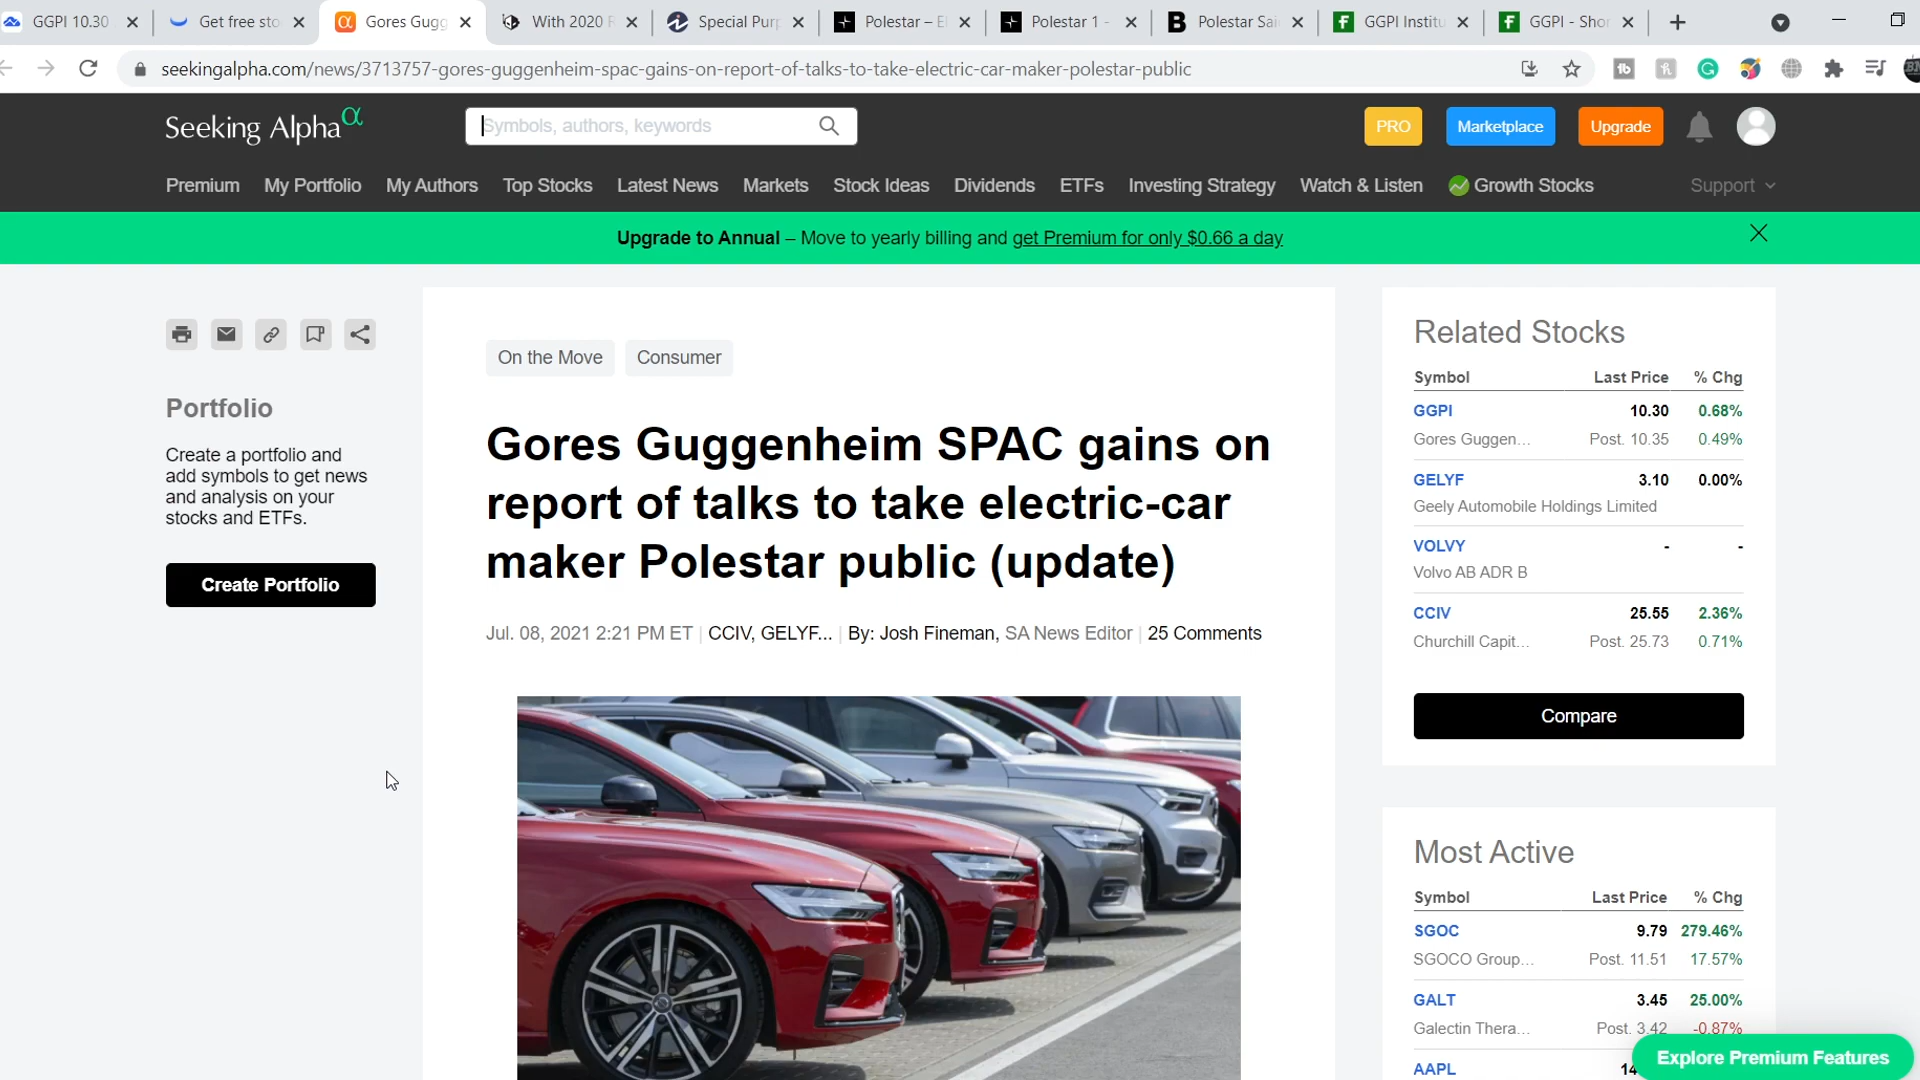 GGPI 10.30
Get free sto
Gores Gugg
With 2020 R
Special Purp
Polestar – El
Polestar 1 -
Polestar Sai
GGPI Institu
GGPI - Shor
seekingalpha.com/news/3713757-gores-guggenheim-spac-gains-on-report-of-talks-to-take-electric-car-maker-polestar-public
Seeking Alpha α
Symbols, authors, keywords
PRO
Marketplace
Upgrade
Premium My Portfolio My Authors Top Stocks Latest News Markets Stock Ideas Dividends ETFs Investing Strategy Watch & Listen Growth Stocks Support
Upgrade to Annual – Move to yearly billing and get Premium for only $0.66 a day
Portfolio
Create a portfolio and
add symbols to get news
and analysis on your
stocks and ETFs.
Create Portfolio
On the Move Consumer
Gores Guggenheim SPAC gains on
report of talks to take electric-car
maker Polestar public (update)
Jul. 08, 2021 2:21 PM ET | CCIV, GELYF... | By: Josh Fineman, SA News Editor | 25 Comments
Related Stocks
Symbol Last Price % Chg
GGPI 10.30 0.68%
Gores Guggen... Post. 10.35 0.49%
GELYF 3.10 0.00%
Geely Automobile Holdings Limited
VOLVY - -
Volvo AB ADR B
CCIV 25.55 2.36%
Churchill Capit... Post. 25.73 0.71%
Compare
Most Active
Symbol Last Price % Chg
SGOC 9.79 279.46%
SGOCO Group... Post. 11.51 17.57%
GALT 3.45 25.00%
Galectin Thera... Post. 3.42 -0.87%
AAPL
Explore Premium Features